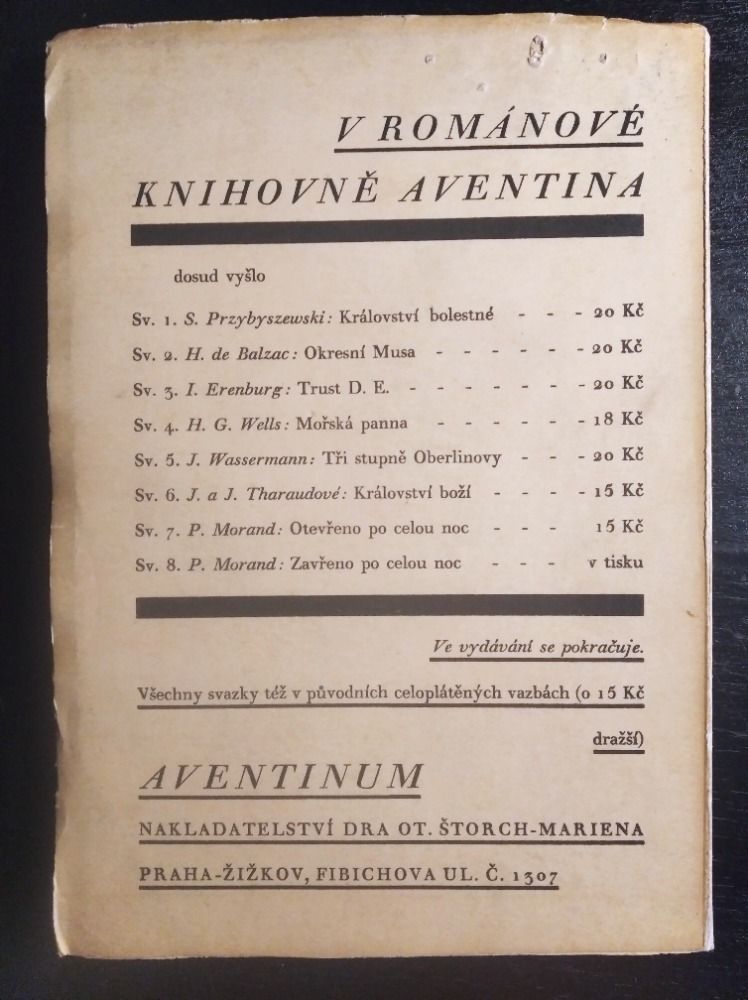 V ROMÁNOVÉ
KNIHOVNĚ AVENTINA
dosud vyšlo
Sv. 1. S. Przybyszewski: Království bolestné - - - 20 Kč
Sv. 2. H. de Balzac: Okresní Musa - - - - - - 20 Kč
Sv. 3. I. Erenburg: Trust D. E. - - - - - - - 20 Kč
Sv. 4. H. G. Wells: Mořská panna - - - - - - 18 Kč
Sv. 5. J. Wassermann: Tři stupně Oberlinovy - - - 20 Kč
Sv. 6. J. a J. Tharaudové: Království boží - - - - 15 Kč
Sv. 7. P. Morand: Otevřeno po celou noc - - - 15 Kč
Sv. 8. P. Morand: Zavřeno po celou noc - - - v tisku
Ve vydávání se pokračuje.
Všechny svazky též v původních celoplátěných vazbách (o 15 Kč
dražší)
AVENTINUM
NAKLADATELSTVÍ DRA OT. ŠTORCH-MARIENA
PRAHA-ŽIŽKOV, FIBICHOVA UL. Č. 1307